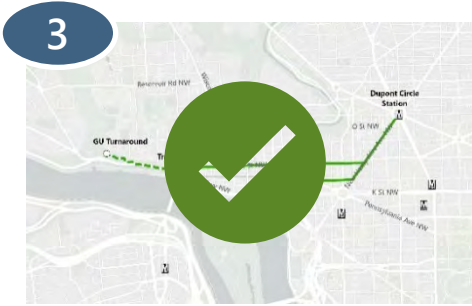 3
Reservoir Rd NW
Dupont Circle
Station
O St NW
GU Turnaround
K St NW
Pennsylvania Ave NW